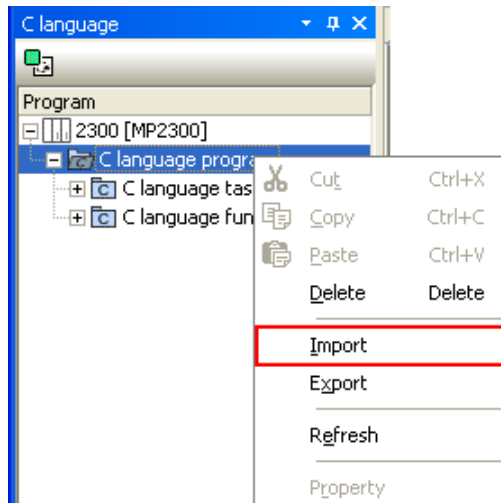 C language
Program
2300 [MP2300]
C language progra
C language tas
C language fun
Cut Ctrl+X
Copy Ctrl+C
Paste Ctrl+V
Delete Delete
Import
Export
Refresh
Property